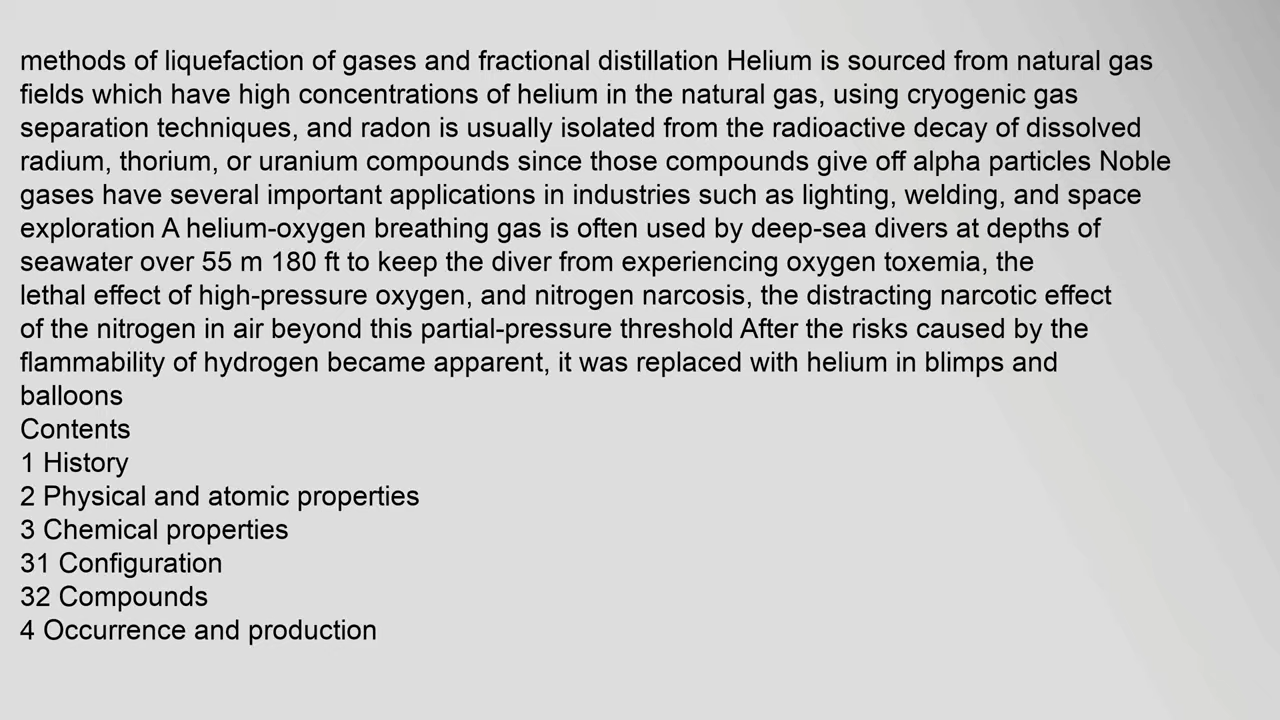 methods of liquefaction of gases and fractional distillation Helium is sourced from natural gas
fields which have high concentrations of helium in the natural gas, using cryogenic gas
separation techniques, and radon is usually isolated from the radioactive decay of dissolved
radium, thorium, or uranium compounds since those compounds give off alpha particles Noble
gases have several important applications in industries such as lighting, welding, and space
exploration A helium-oxygen breathing gas is often used by deep-sea divers at depths of
seawater over 55 m 180 ft to keep the diver from experiencing oxygen toxemia, the
lethal effect of high-pressure oxygen, and nitrogen narcosis, the distracting narcotic effect
of the nitrogen in air beyond this partial-pressure threshold After the risks caused by the
flammability of hydrogen became apparent, it was replaced with helium in blimps and
balloons
Contents
1 History
2 Physical and atomic properties
3 Chemical properties
31 Configuration
32 Compounds
4 Occurrence and production